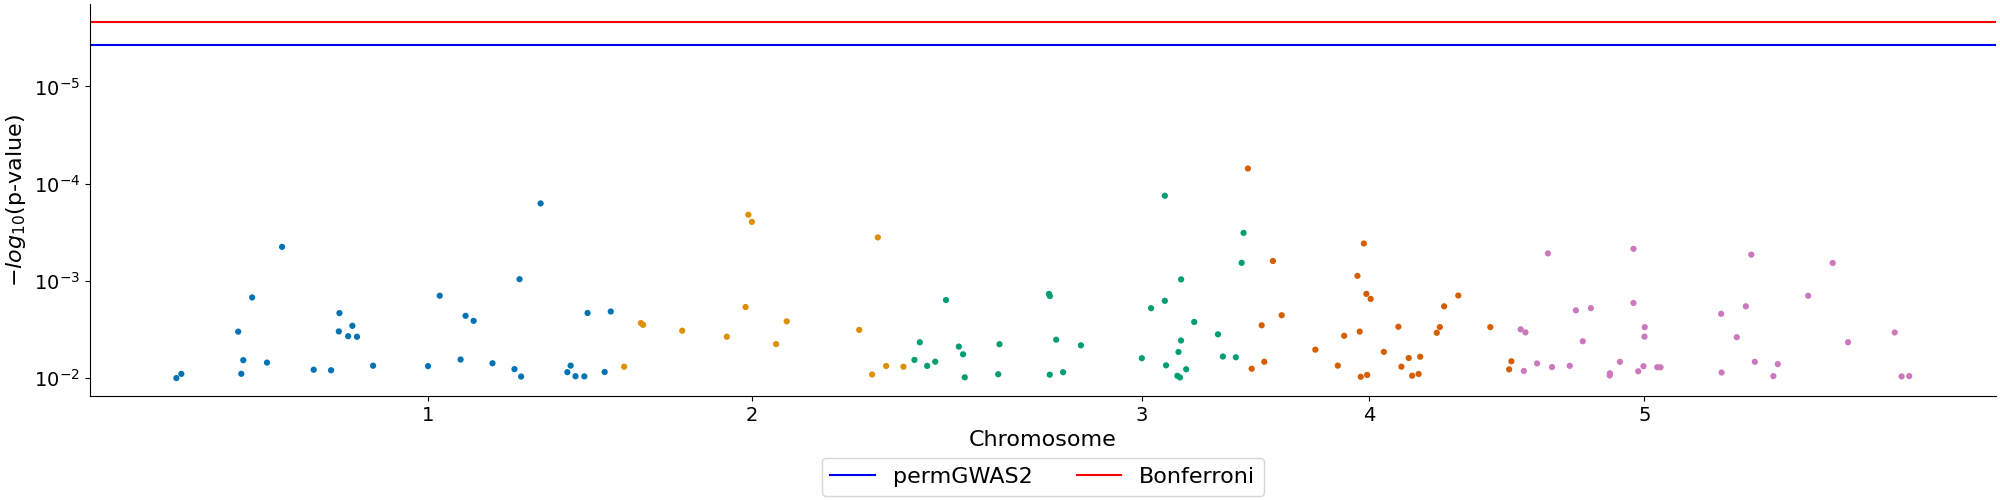 10⁻⁵
10⁻⁴
10⁻³
10⁻²
−log₁₀(p-value)
1 2 3 4 5
Chromosome
permGWAS2 Bonferroni